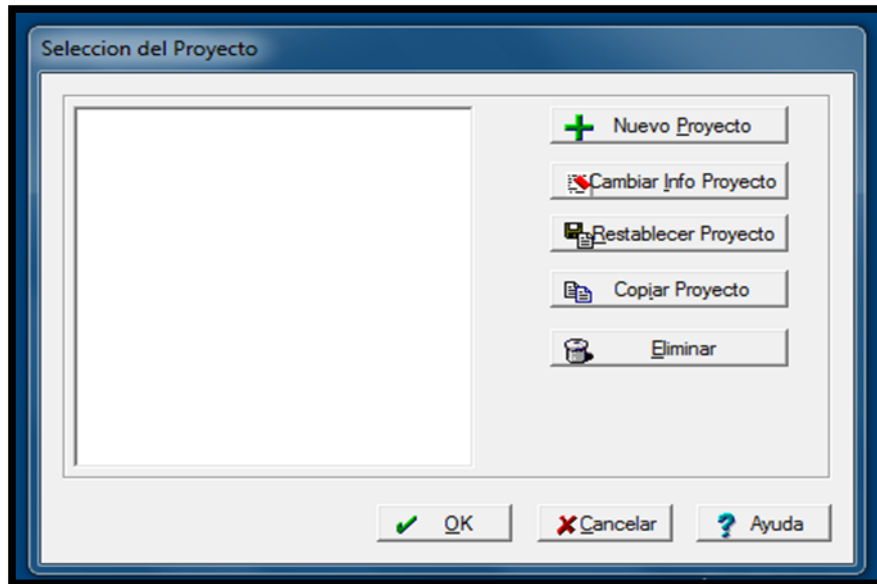 Seleccion del Proyecto
Nuevo Proyecto
Cambiar Info Proyecto
Restablecer Proyecto
Copiar Proyecto
Eliminar
OK
Cancelar
Ayuda